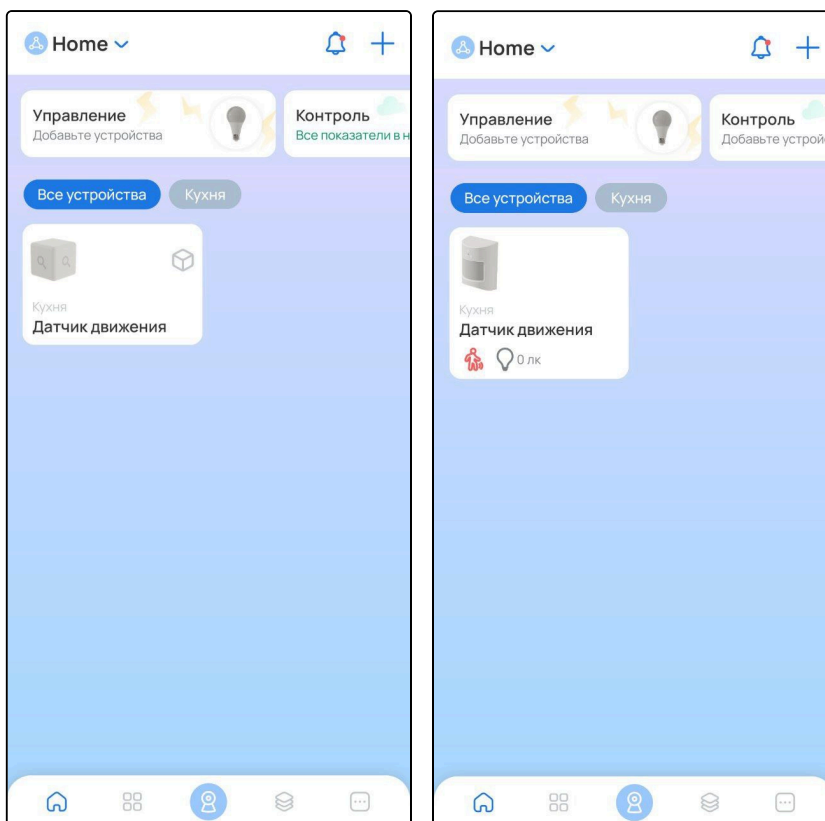 Home
Управление
Добавьте устройства
Контроль
Все показатели в н
Все устройства
Кухня
Кухня
Датчик движения
Home
Управление
Добавьте устройства
Контроль
Добавьте устрой
Все устройства
Кухня
Кухня
Датчик движения
0 лк